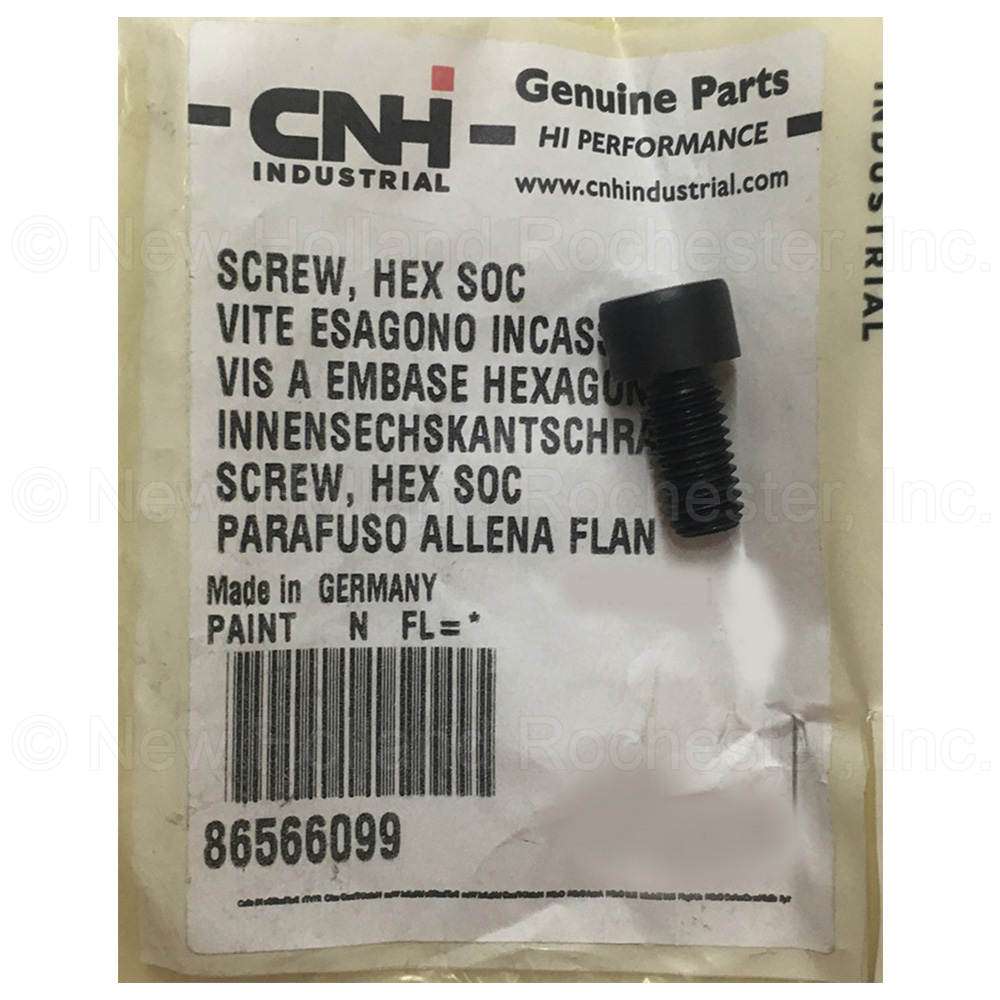 CNH
INDUSTRIAL
Genuine Parts
HI PERFORMANCE
www.cnhindustrial.com
INDUSTRIAL
SCREW, HEX SOC
VITE ESAGONO INCASS
VIS A EMBASE HEXAGON
INNENSECHSKANTSCHRA
SCREW, HEX SOC
PARAFUSO ALLENA FLAN
Made in GERMANY
PAINT N FL=*
86566099
© New Holland Rochester, Inc.
© New Holland Rochester, Inc.
© New Holland Rochester, Inc.